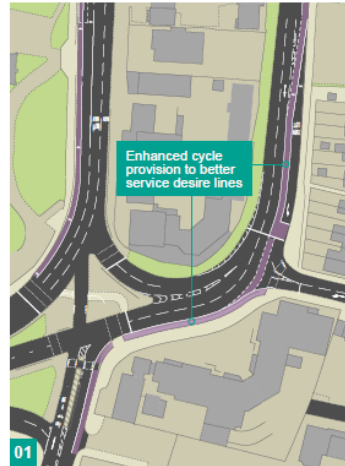 Enhanced cycle
provision to better
service desire lines
01